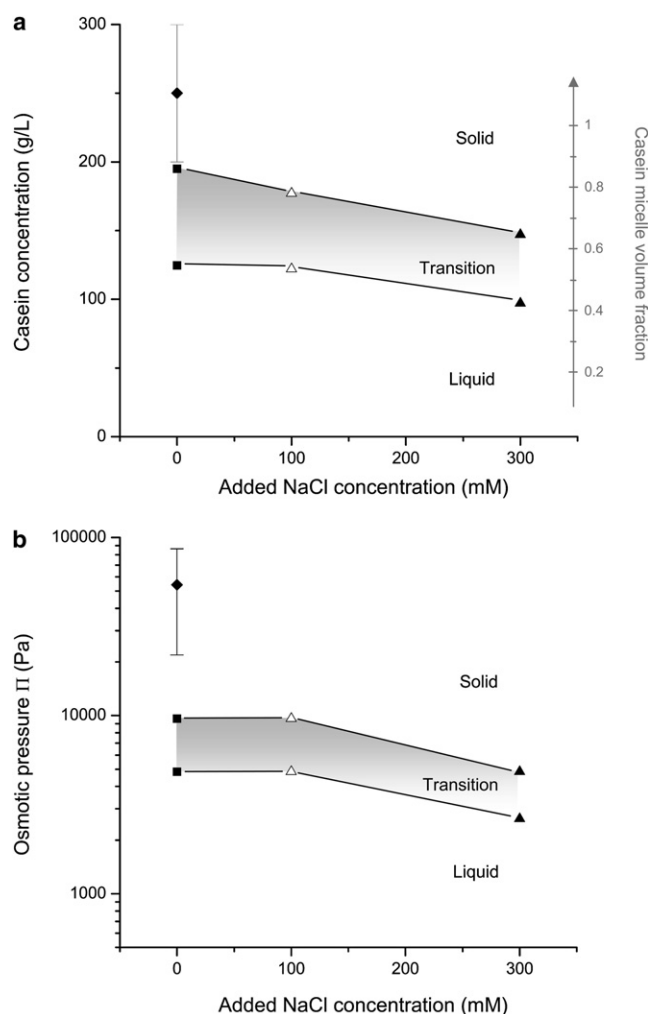 a
300
200
100
0
Casein concentration (g/L)
Solid
Transition
Liquid
1
0.8
0.6
0.4
0.2
Casein micelle volume fraction
0
100
200
300
Added NaCl concentration (mM)
b
100000
10000
1000
Osmotic pressure Π (Pa)
Solid
Transition
Liquid
0
100
200
300
Added NaCl concentration (mM)